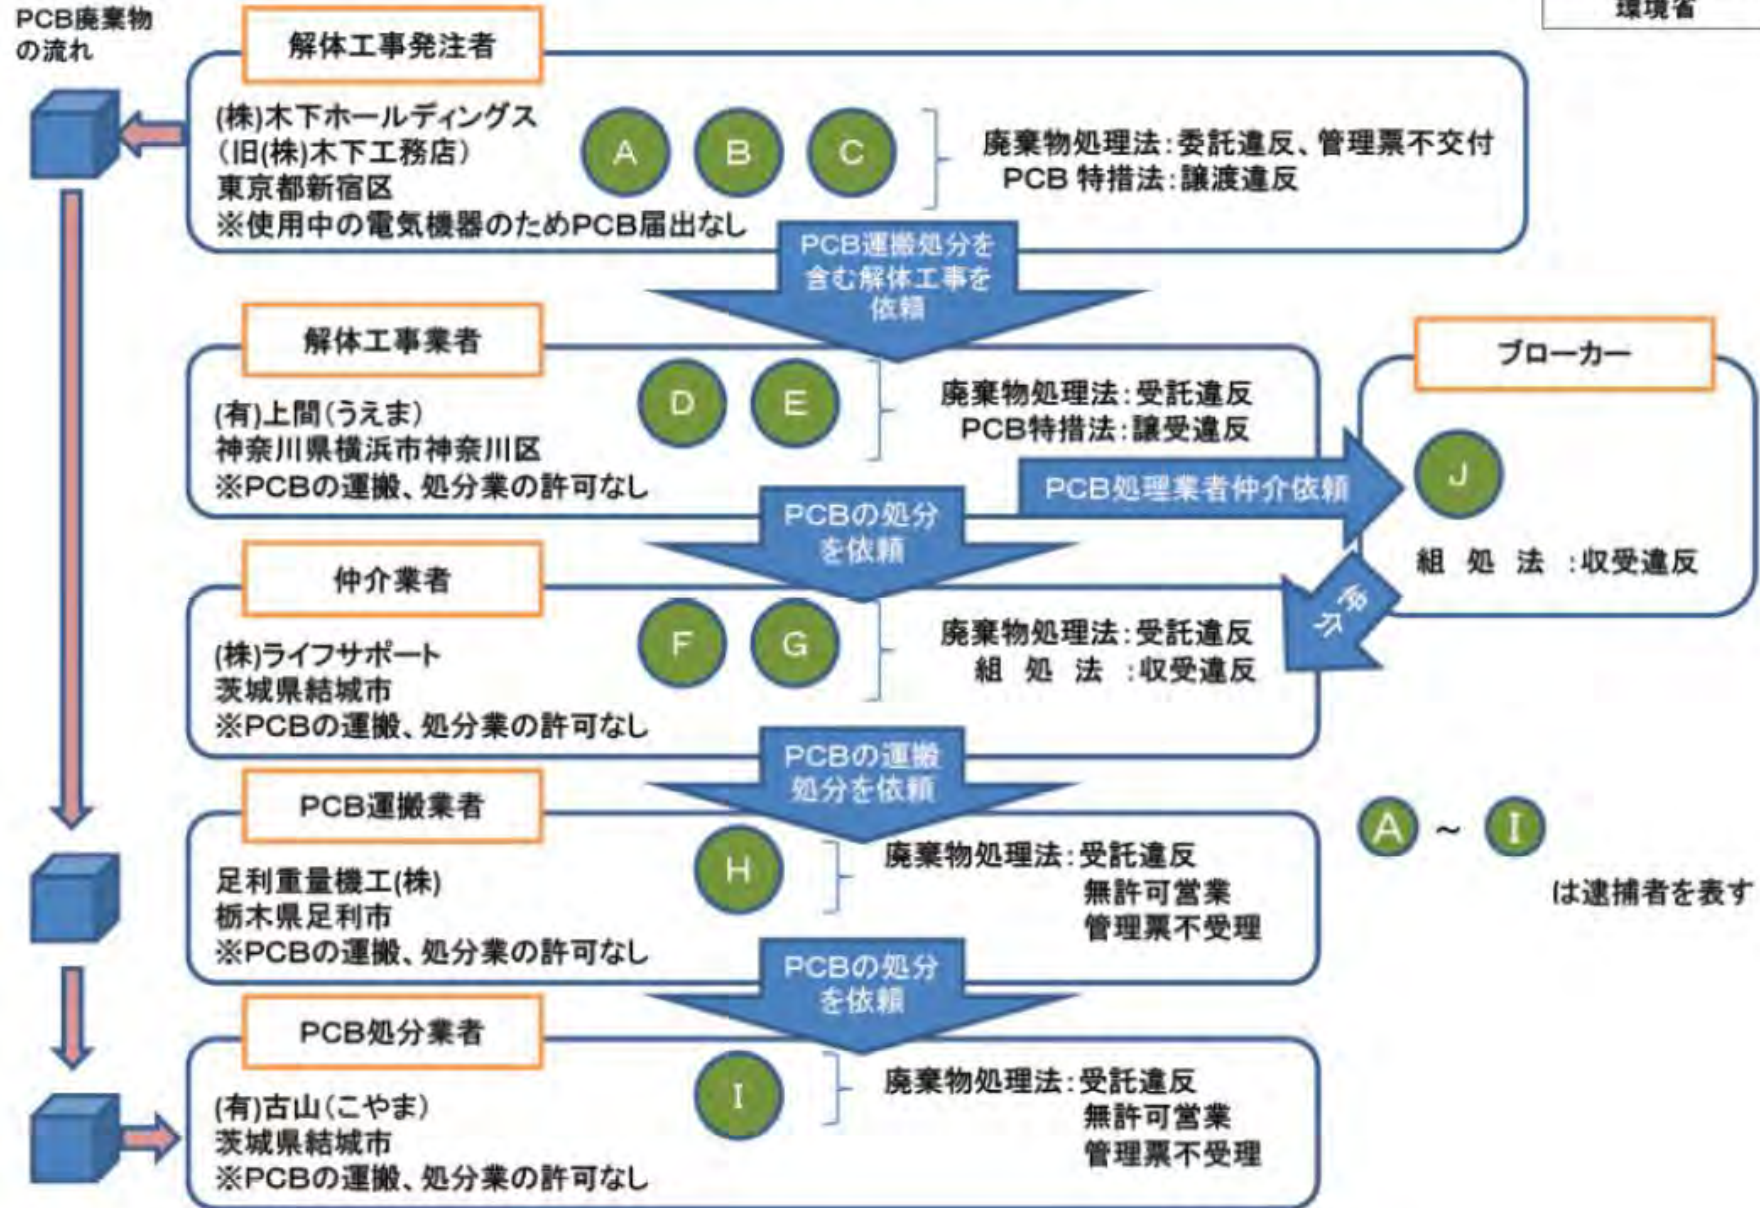 PCB廃棄物
の流れ
環境省
解体工事発注者
(株)木下ホールディングス
（旧(株)木下工務店）
東京都新宿区
※使用中の電気機器のためPCB届出なし
A B C
廃棄物処理法：委託違反、管理票不交付
PCB 特措法：譲渡違反
PCB運搬処分を
含む解体工事を
依頼
解体工事業者
(有)上間（うえま）
神奈川県横浜市神奈川区
※PCBの運搬、処分業の許可なし
D E
廃棄物処理法：受託違反
PCB特措法：譲受違反
PCB処理業者仲介依頼
ブローカー
J
組 処 法 ：収受違反
仲介
PCBの処分
を依頼
仲介業者
(株)ライフサポート
茨城県結城市
※PCBの運搬、処分業の許可なし
F G
廃棄物処理法：受託違反
組 処 法 ：収受違反
PCBの運搬
処分を依頼
PCB運搬業者
足利重量機工(株)
栃木県足利市
※PCBの運搬、処分業の許可なし
H
廃棄物処理法：受託違反
無許可営業
管理票不受理
A ～ I
は逮捕者を表す
PCBの処分
を依頼
PCB処分業者
(有)古山（こやま）
茨城県結城市
※PCBの運搬、処分業の許可なし
I
廃棄物処理法：受託違反
無許可営業
管理票不受理